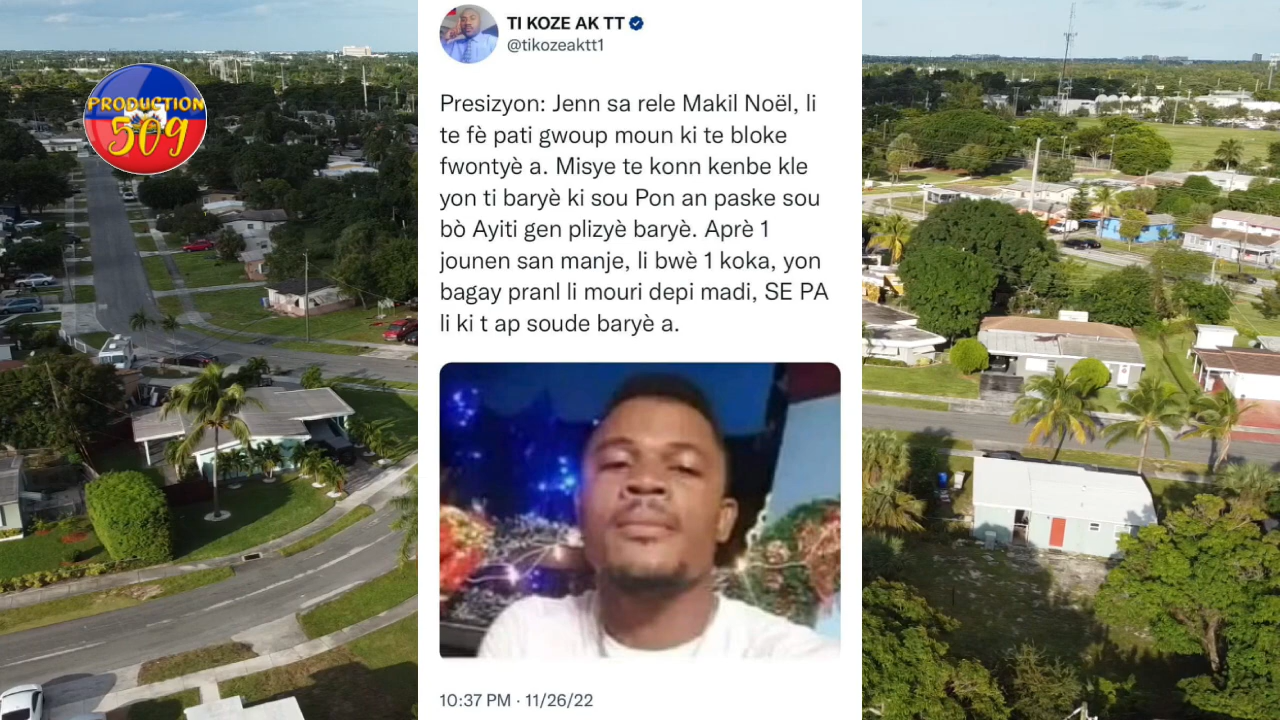 PRODUCTION
509
TI KOZE AK TT
@tikozeaktt1
Presizyon: Jenn sa rele Makil Noël, li
te fè pati gwoup moun ki te bloke
fwontyè a. Misye te konn kenbe kle
yon ti baryè ki sou Pon an paske sou
bò Ayiti gen plizyè baryè. Aprè 1
jounen san manje, li bwè 1 koka, yon
bagay pranl li mouri depi madi, SE PA
li ki t ap soude baryè a.
10:37 PM · 11/26/22